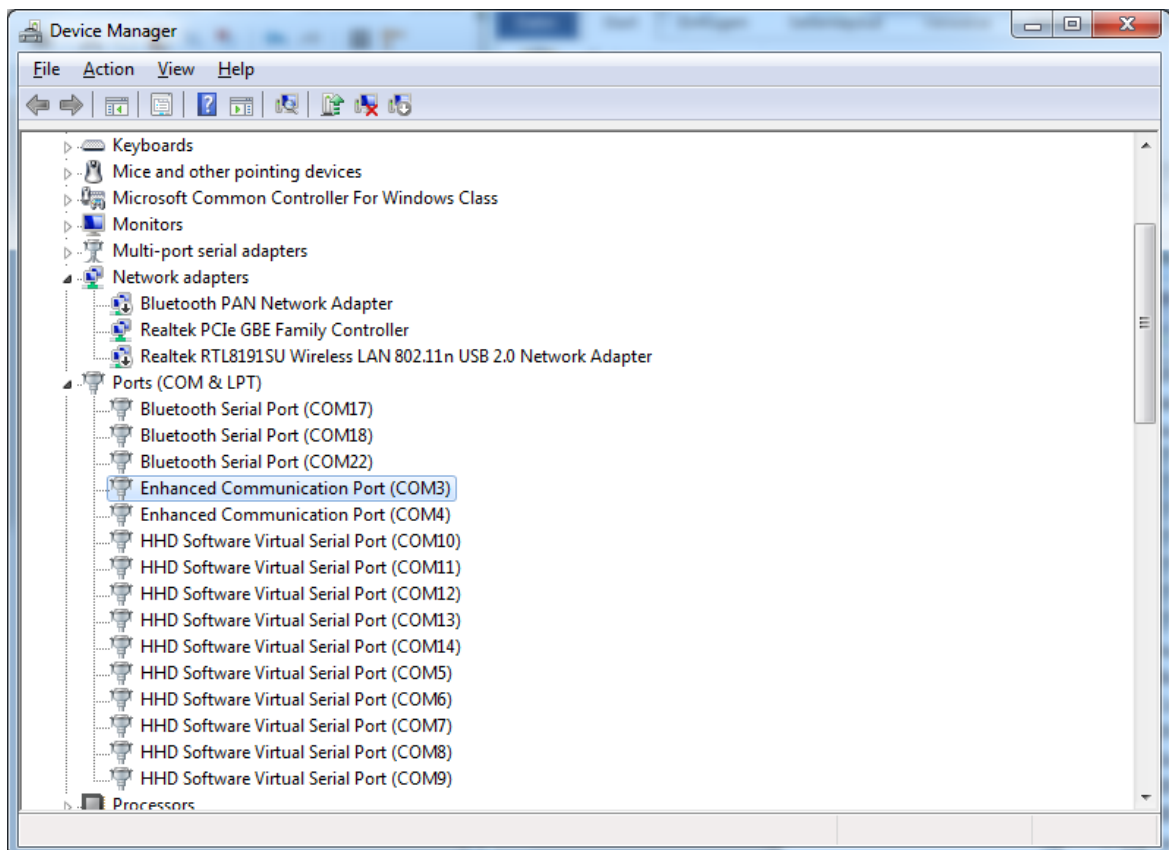 Device Manager
File Action View Help
Keyboards
Mice and other pointing devices
Microsoft Common Controller For Windows Class
Monitors
Multi-port serial adapters
Network adapters
Bluetooth PAN Network Adapter
Realtek PCIe GBE Family Controller
Realtek RTL8191SU Wireless LAN 802.11n USB 2.0 Network Adapter
Ports (COM & LPT)
Bluetooth Serial Port (COM17)
Bluetooth Serial Port (COM18)
Bluetooth Serial Port (COM22)
Enhanced Communication Port (COM3)
Enhanced Communication Port (COM4)
HHD Software Virtual Serial Port (COM10)
HHD Software Virtual Serial Port (COM11)
HHD Software Virtual Serial Port (COM12)
HHD Software Virtual Serial Port (COM13)
HHD Software Virtual Serial Port (COM14)
HHD Software Virtual Serial Port (COM5)
HHD Software Virtual Serial Port (COM6)
HHD Software Virtual Serial Port (COM7)
HHD Software Virtual Serial Port (COM8)
HHD Software Virtual Serial Port (COM9)
Processors